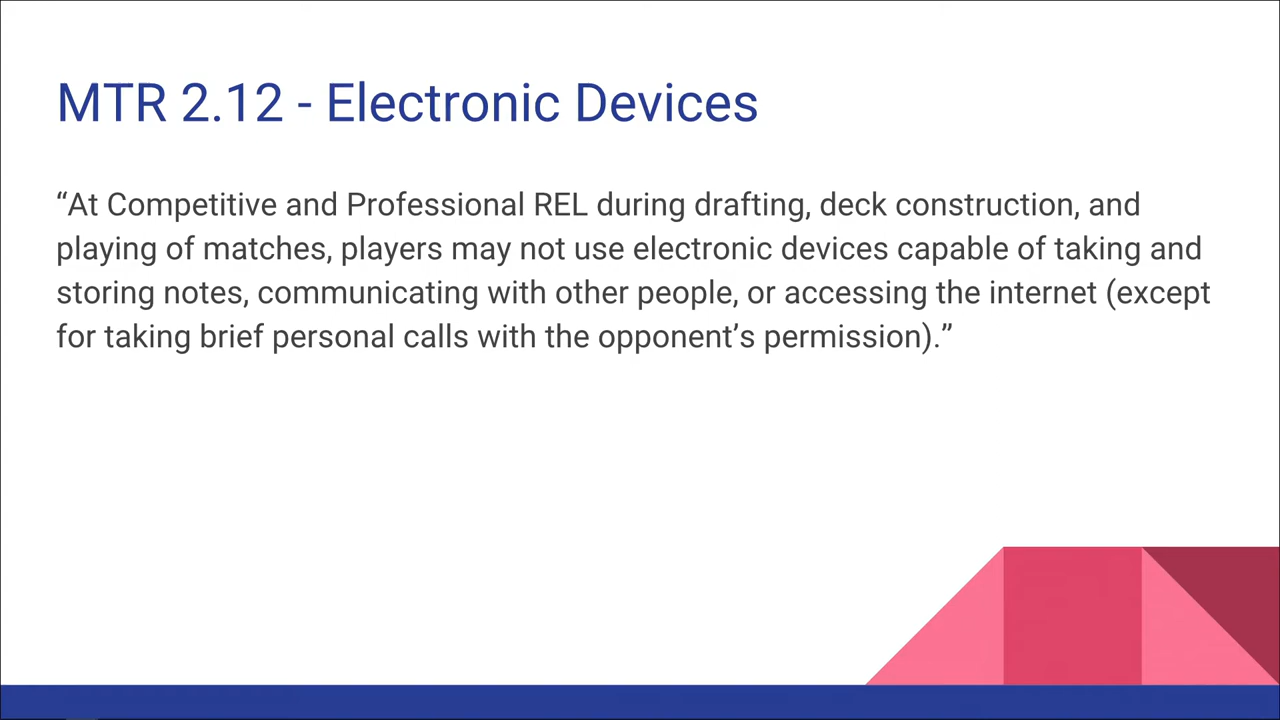 MTR 2.12 - Electronic Devices
“At Competitive and Professional REL during drafting, deck construction, and
playing of matches, players may not use electronic devices capable of taking and
storing notes, communicating with other people, or accessing the internet (except
for taking brief personal calls with the opponent’s permission).”